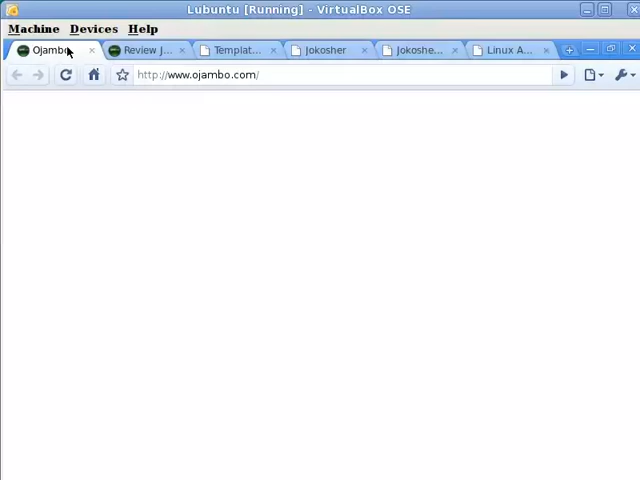 Lubuntu [Running] - VirtualBox OSE
Machine Devices Help
Ojambo Review J... Templat... Jokosher Jokoshe... Linux A...
http://www.ojambo.com/